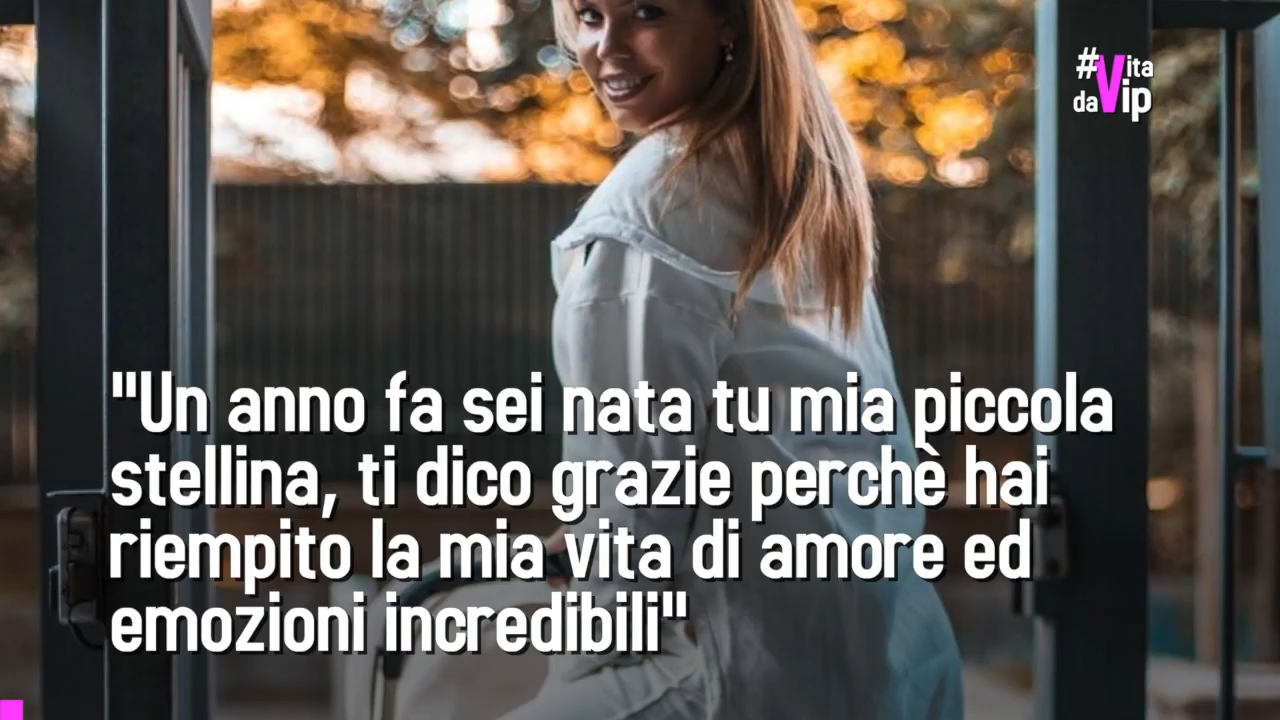 #Vita
daVip
"Un anno fa sei nata tu mia piccola
stellina, ti dico grazie perchè hai
riempito la mia vita di amore ed
emozioni incredibili"